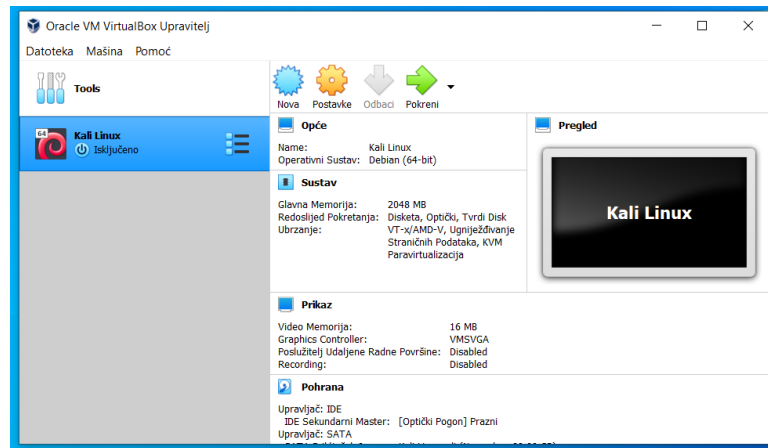 Oracle VM VirtualBox Upravitelj
Datoteka Mašina Pomoć
Tools
64
Kali Linux
Isključeno
Nova Postavke Odbaci Pokreni
Opće
Name: Kali Linux
Operativni Sustav: Debian (64-bit)
Sustav
Glavna Memorija: 2048 MB
Redoslijed Pokretanja: Disketa, Optički, Tvrdi Disk
Ubrzanje: VT-x/AMD-V, Ugniježđivanje
Straničnih Podataka, KVM
Paravirtualizacija
Pregled
Kali Linux
Prikaz
Video Memorija: 16 MB
Graphics Controller: VMSVGA
Poslužitelj Udaljene Radne Površine: Disabled
Recording: Disabled
Pohrana
Upravljač: IDE
IDE Sekundarni Master: [Optički Pogon] Prazni
Upravljač: SATA